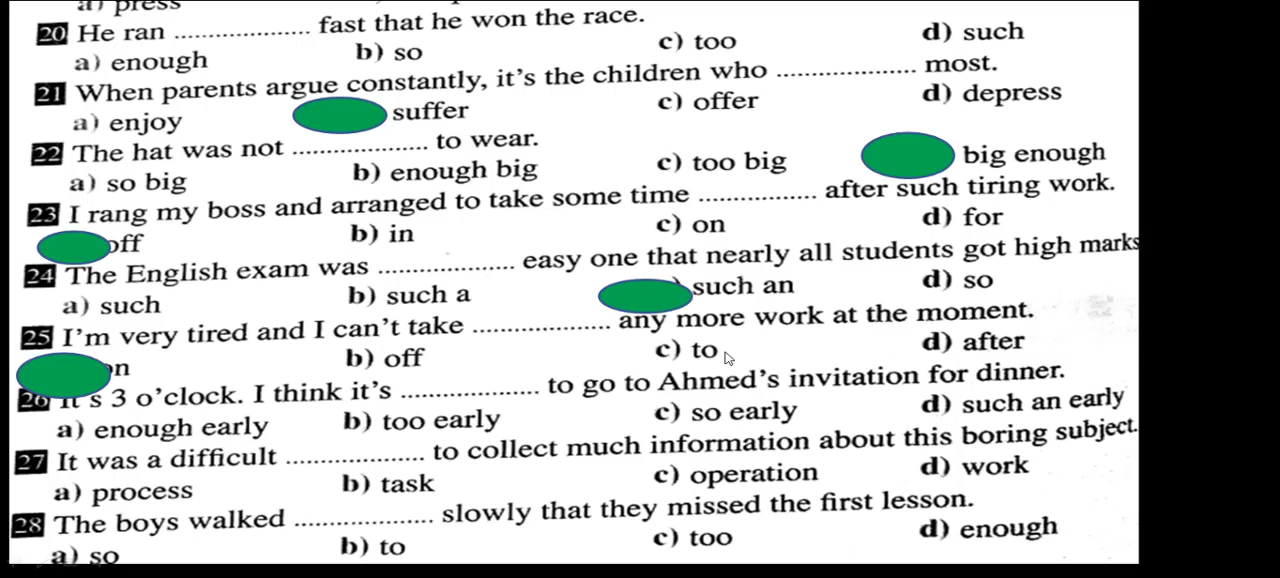 a) press
20 He ran .................... fast that he won the race.
a) enough b) so c) too d) such
21 When parents argue constantly, it's the children who .................... most.
a) enjoy suffer c) offer d) depress
22 The hat was not .................... to wear.
a) so big b) enough big c) too big big enough
23 I rang my boss and arranged to take some time ................. after such tiring work.
off b) in c) on d) for
24 The English exam was .................... easy one that nearly all students got high marks
a) such b) such a such an d) so
25 I'm very tired and I can't take .................... any more work at the moment.
on b) off c) to d) after
26 It's 3 o'clock. I think it's .................... to go to Ahmed's invitation for dinner.
a) enough early b) too early c) so early d) such an early
27 It was a difficult .................... to collect much information about this boring subject.
a) process b) task c) operation d) work
28 The boys walked .................... slowly that they missed the first lesson.
a) so b) to c) too d) enough